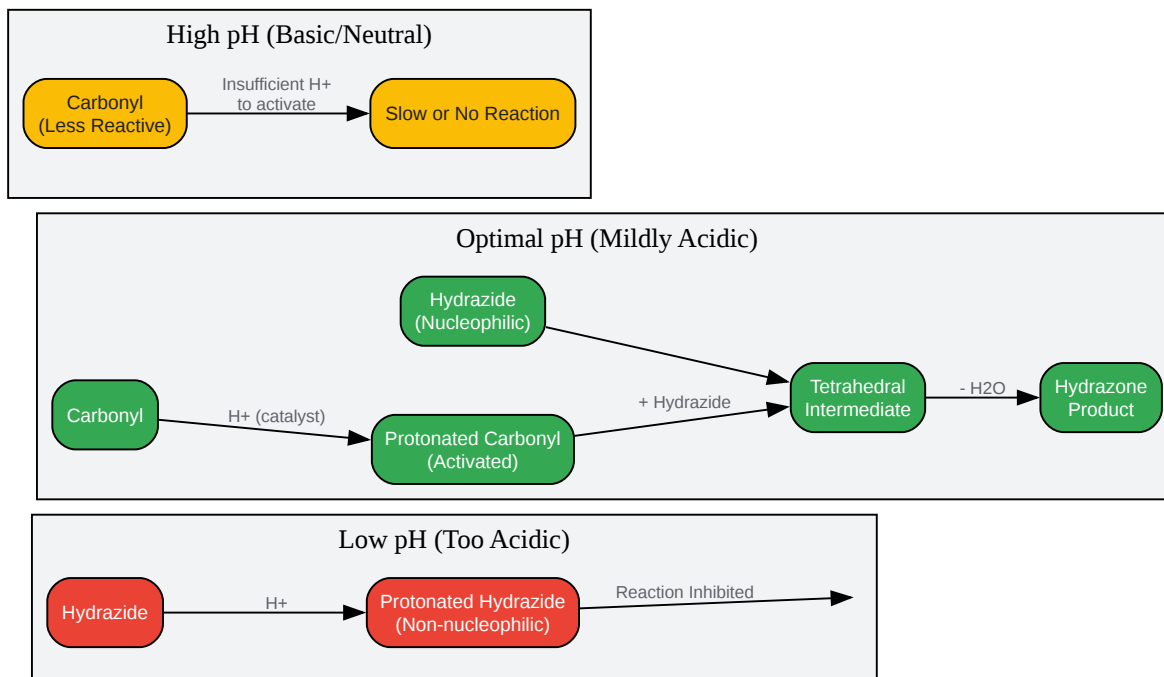 High pH (Basic/Neutral)
Carbonyl
(Less Reactive)
Insufficient H+
to activate
Slow or No Reaction
Optimal pH (Mildly Acidic)
Hydrazide
(Nucleophilic)
Carbonyl
H+ (catalyst)
Protonated Carbonyl
(Activated)
+ Hydrazide
Tetrahedral
Intermediate
- H2O
Hydrazone
Product
Low pH (Too Acidic)
Hydrazide
H+
Protonated Hydrazide
(Non-nucleophilic)
Reaction Inhibited